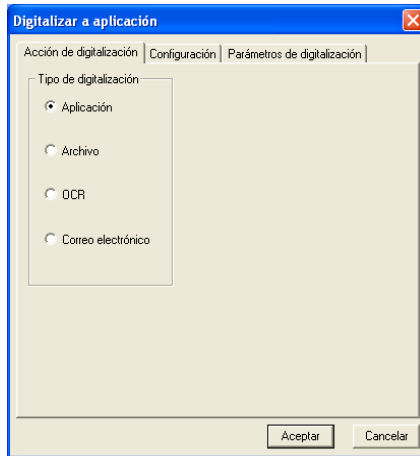 Digitalizar a aplicación
Acción de digitalización Configuración Parámetros de digitalización
Tipo de digitalización
Aplicación
Archivo
OCR
Correo electrónico
Aceptar Cancelar